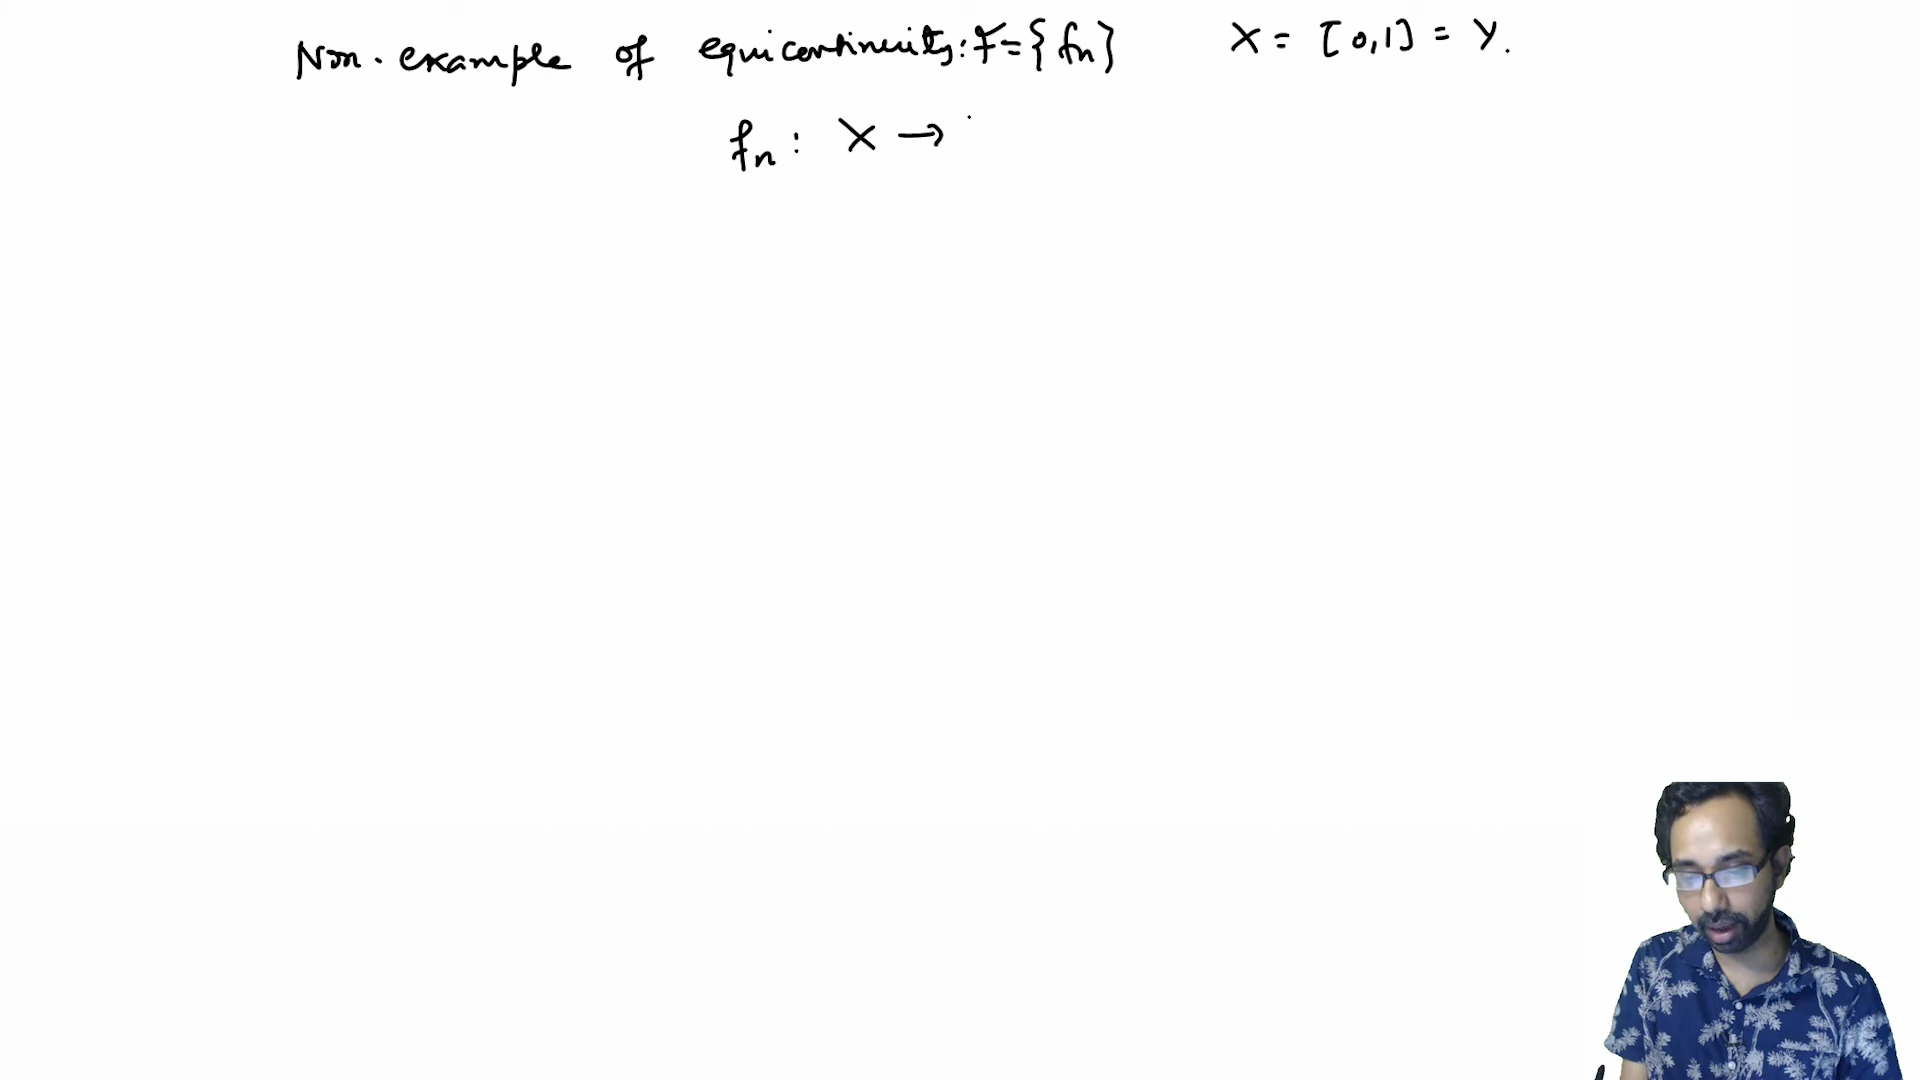 Non-example of equicontinuity: F = {fn} X = [0,1] = Y.
fn : X →